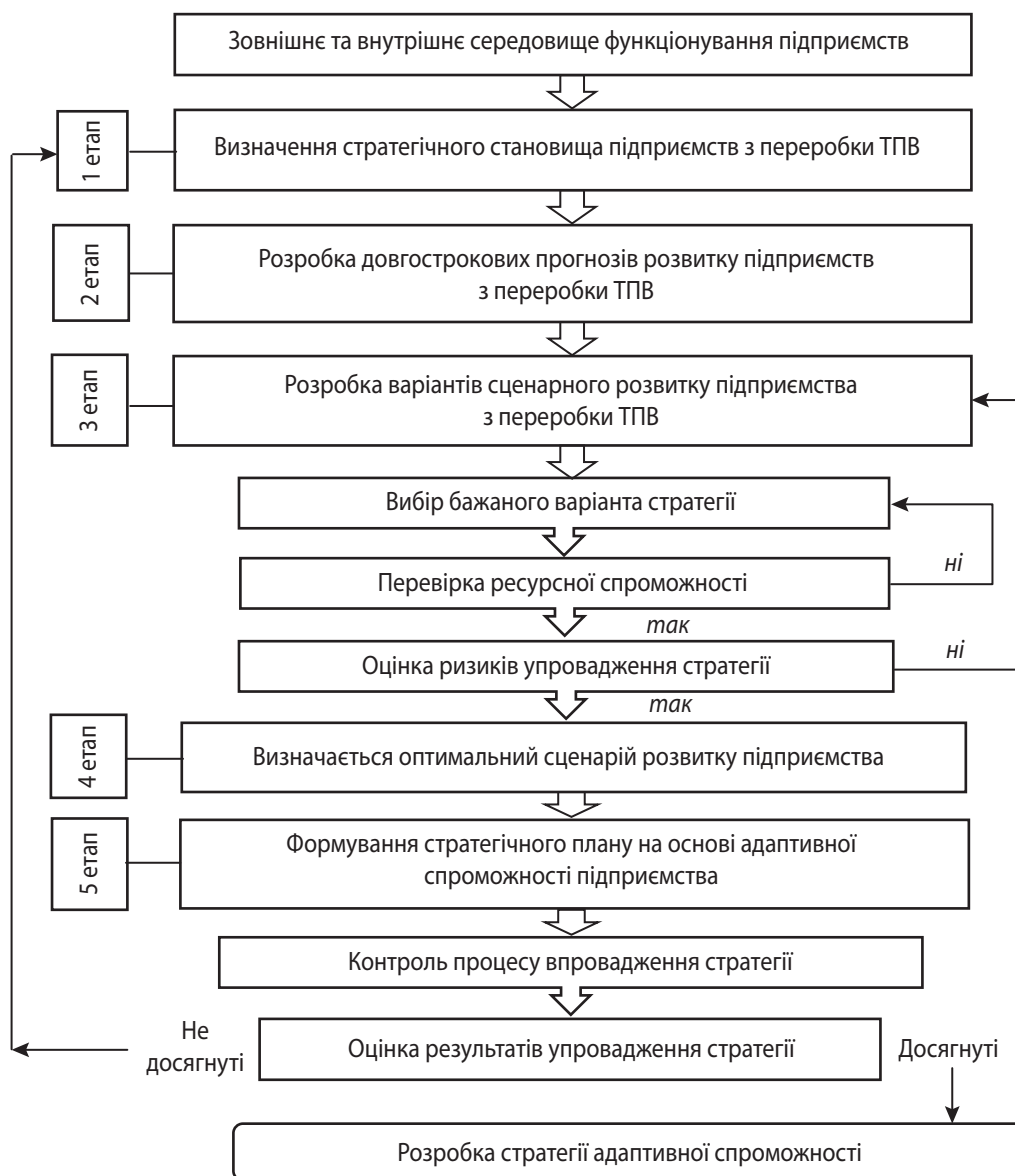 Зовнішнє та внутрішнє середовище функціонування підприємств
1 етап
Визначення стратегічного становища підприємств з переробки ТПВ
2 етап
Розробка довгострокових прогнозів розвитку підприємств
з переробки ТПВ
3 етап
Розробка варіантів сценарного розвитку підприємства
з переробки ТПВ
Вибір бажаного варіанта стратегії
Перевірка ресурсної спроможності
ні
так
Оцінка ризиків упровадження стратегії
ні
так
4 етап
Визначається оптимальний сценарій розвитку підприємства
5 етап
Формування стратегічного плану на основі адаптивної
спроможності підприємства
Контроль процесу впровадження стратегії
Не
досягнуті
Оцінка результатів упровадження стратегії
Досягнуті
Розробка стратегії адаптивної спроможності